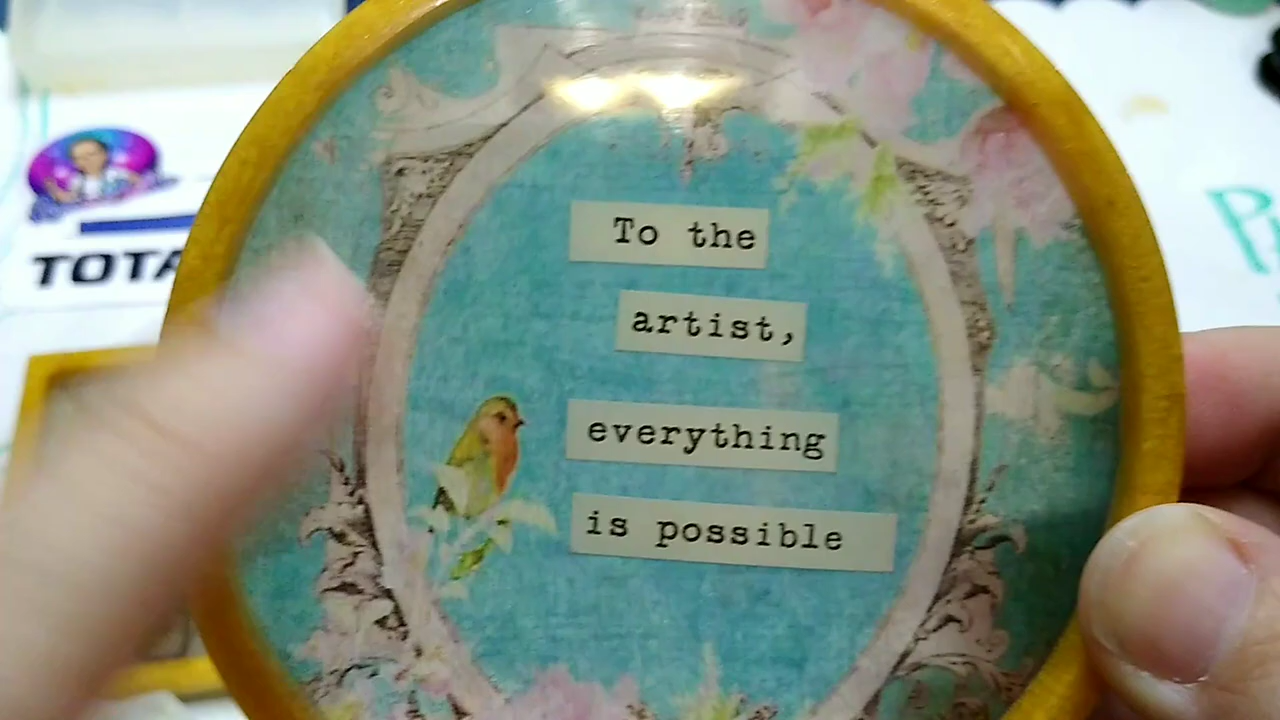 To the
artist,
everything
is possible
TOTA